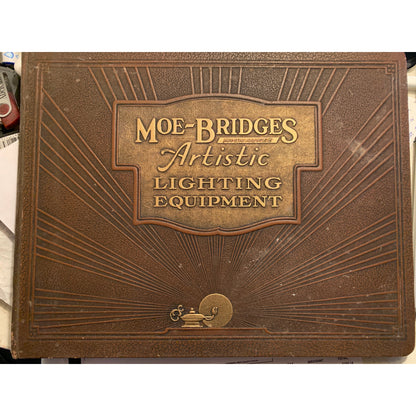 MOE-BRIDGES
Artistic
LIGHTING
EQUIPMENT